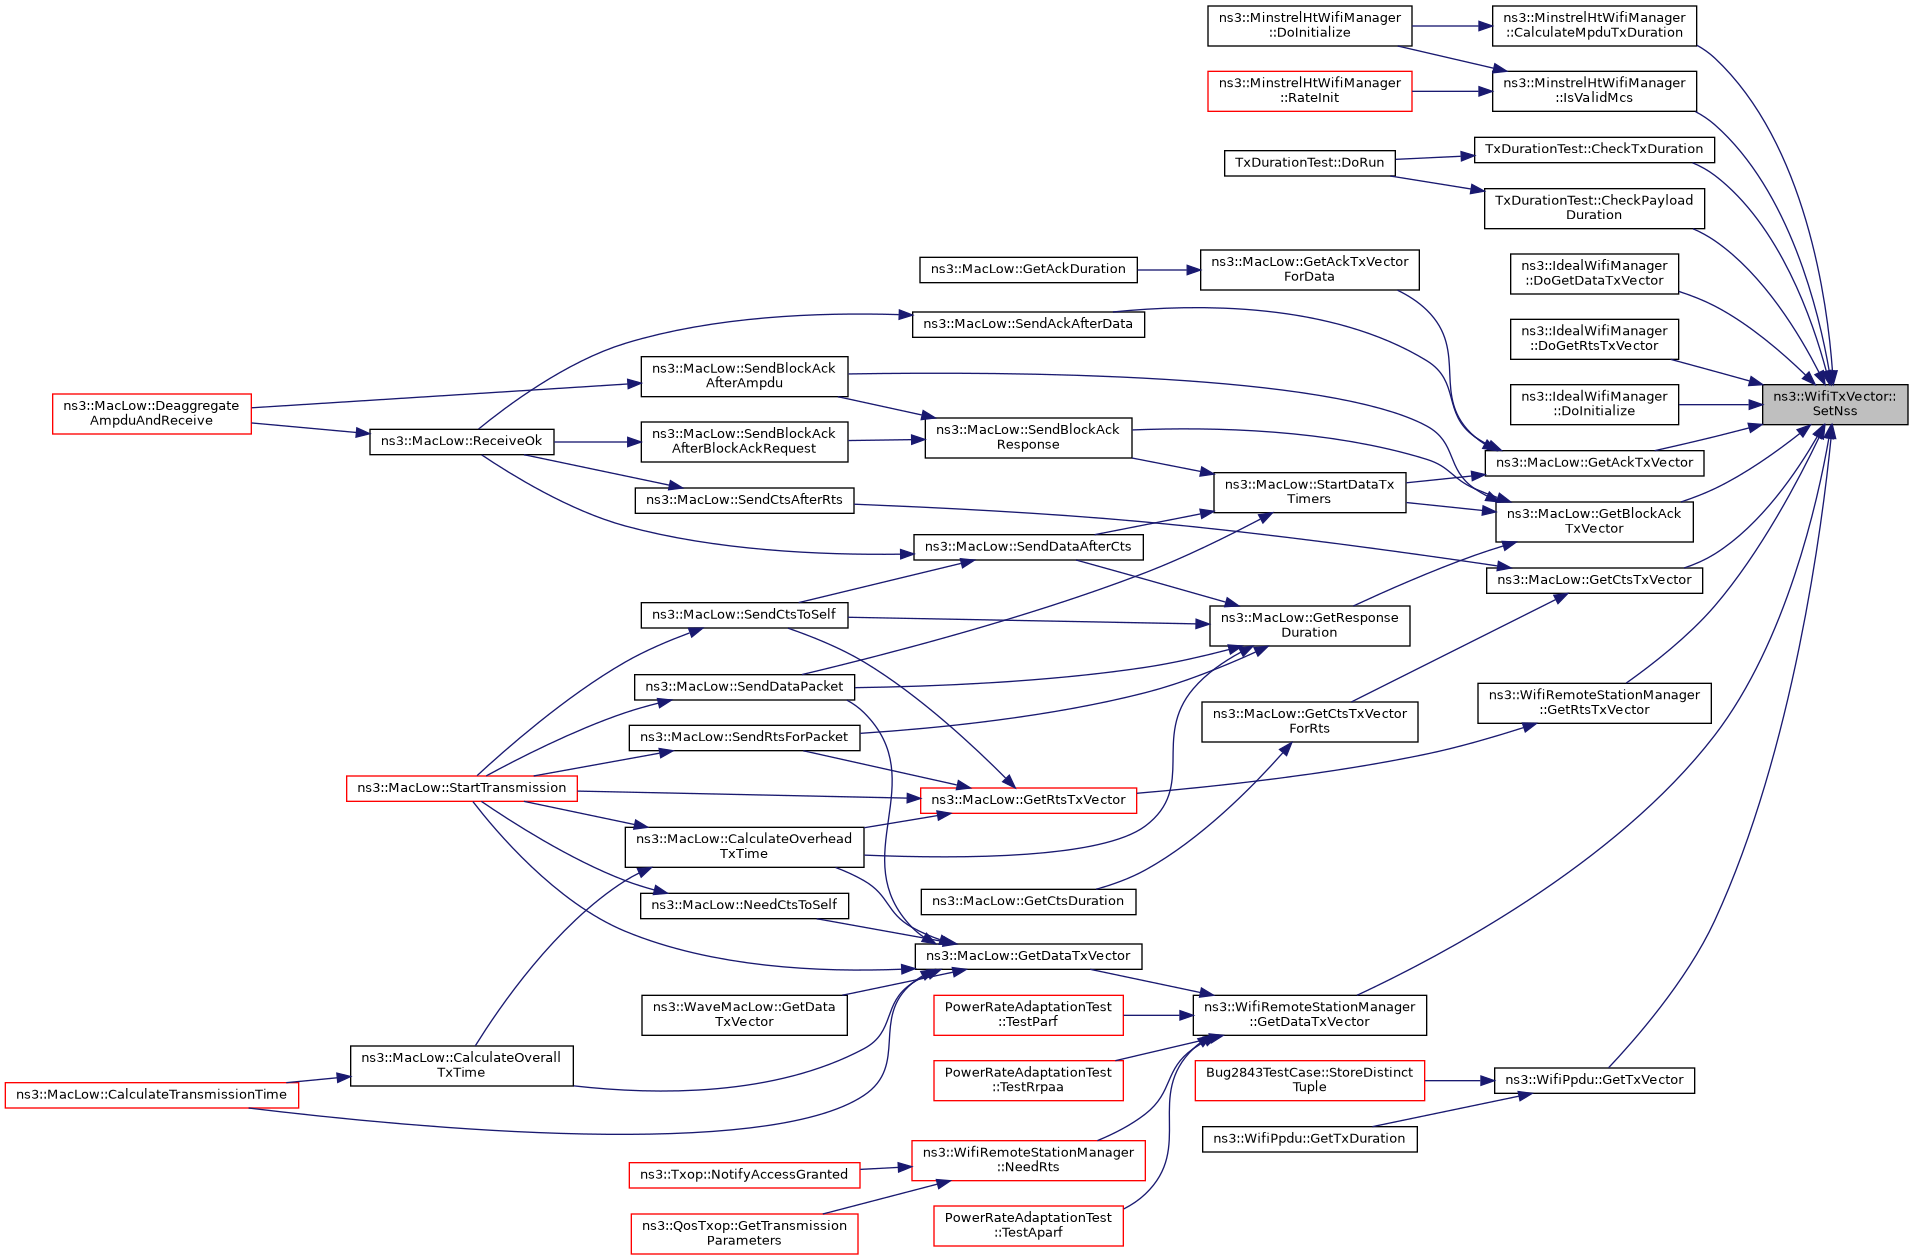 ns3::MinstrelHtWifiManager
::DoInitialize
ns3::MinstrelHtWifiManager
::CalculateMpduTxDuration
ns3::MinstrelHtWifiManager
::RateInit
ns3::MinstrelHtWifiManager
::IsValidMcs
TxDurationTest::DoRun
TxDurationTest::CheckTxDuration
TxDurationTest::CheckPayload
Duration
ns3::MacLow::GetAckDuration
ns3::MacLow::GetAckTxVector
ForData
ns3::IdealWifiManager
::DoGetDataTxVector
ns3::MacLow::SendAckAfterData
ns3::IdealWifiManager
::DoGetRtsTxVector
ns3::MacLow::SendBlockAck
AfterAmpdu
ns3::IdealWifiManager
::DoInitialize
ns3::WifiTxVector::
SetNss
ns3::MacLow::Deaggregate
AmpduAndReceive
ns3::MacLow::ReceiveOk
ns3::MacLow::SendBlockAck
AfterBlockAckRequest
ns3::MacLow::SendBlockAck
Response
ns3::MacLow::GetAckTxVector
ns3::MacLow::SendCtsAfterRts
ns3::MacLow::StartDataTx
Timers
ns3::MacLow::GetBlockAck
TxVector
ns3::MacLow::SendDataAfterCts
ns3::MacLow::GetCtsTxVector
ns3::MacLow::SendCtsToSelf
ns3::MacLow::GetResponse
Duration
ns3::MacLow::SendDataPacket
ns3::WifiRemoteStationManager
::GetRtsTxVector
ns3::MacLow::SendRtsForPacket
ns3::MacLow::GetCtsTxVector
ForRts
ns3::MacLow::StartTransmission
ns3::MacLow::GetRtsTxVector
ns3::MacLow::CalculateOverhead
TxTime
ns3::MacLow::NeedCtsToSelf
ns3::MacLow::GetCtsDuration
ns3::MacLow::GetDataTxVector
ns3::WaveMacLow::GetData
TxVector
PowerRateAdaptationTest
::TestParf
ns3::WifiRemoteStationManager
::GetDataTxVector
ns3::MacLow::CalculateOverall
TxTime
PowerRateAdaptationTest
::TestRrpaa
Bug2843TestCase::StoreDistinct
Tuple
ns3::WifiPpdu::GetTxVector
ns3::MacLow::CalculateTransmissionTime
ns3::WifiPpdu::GetTxDuration
ns3::WifiRemoteStationManager
::NeedRts
ns3::Txop::NotifyAccessGranted
ns3::QosTxop::GetTransmission
Parameters
PowerRateAdaptationTest
::TestAparf